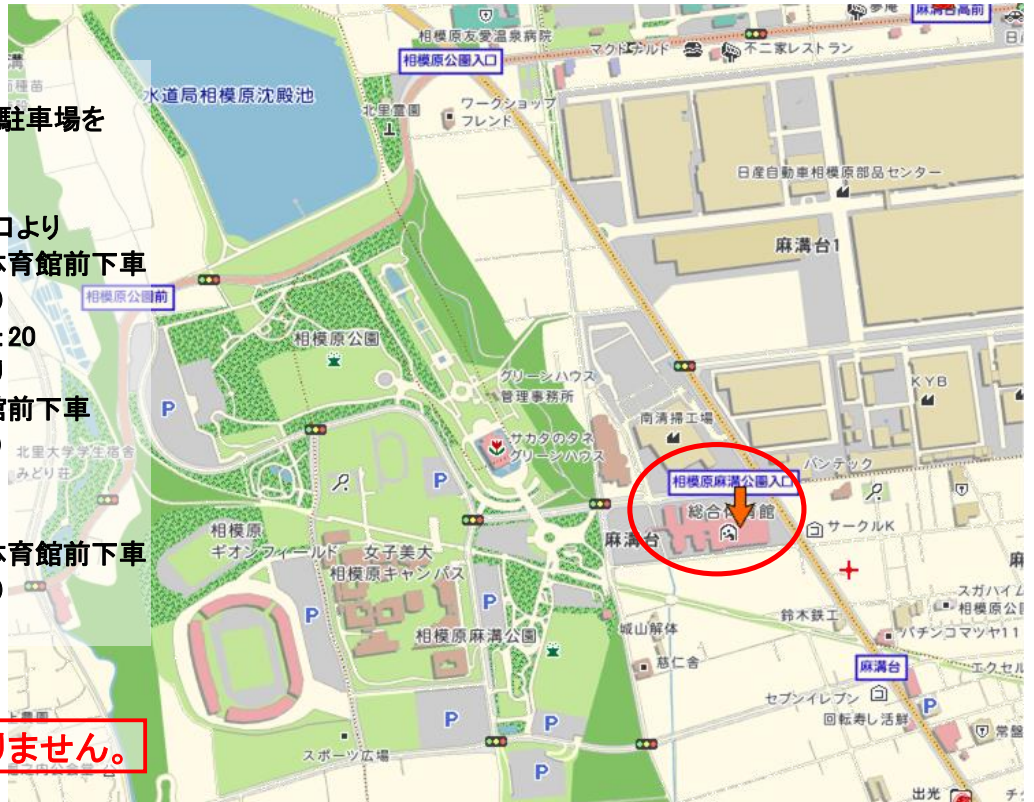 相模原友愛温泉病院
麻溝台高前
相模原公園入口
マクドナルド
不二家レストラン
水道局相模原沈殿池
北里霊園
ワークショップ
フレンド
駐車場を
日産自動車相模原部品センター
麻溝台1
口より
体育館前下車
相模原公園前
:20
相模原公園
グリーンハウス
管理事務所
KYB
館前下車
南清掃工場
北里大学学生宿舎
みどり荘
サカタのタネ
グリーンハウス
バンテック
相模原麻溝公園入口
総合体育館
サークルK
麻溝台
相模原
ギオンフィールド
女子美大
相模原キャンパス
体育館前下車
スガハイム
相模原公園
鈴木鉄工
城山解体
相模原麻溝公園
パチンコマツヤ11
慈仁舎
麻溝台
エクセル
セブンイレブン
回転寿し活鮮
常盤
りません。
スポーツ広場
出光
P
P
P
P
P
P
P
P